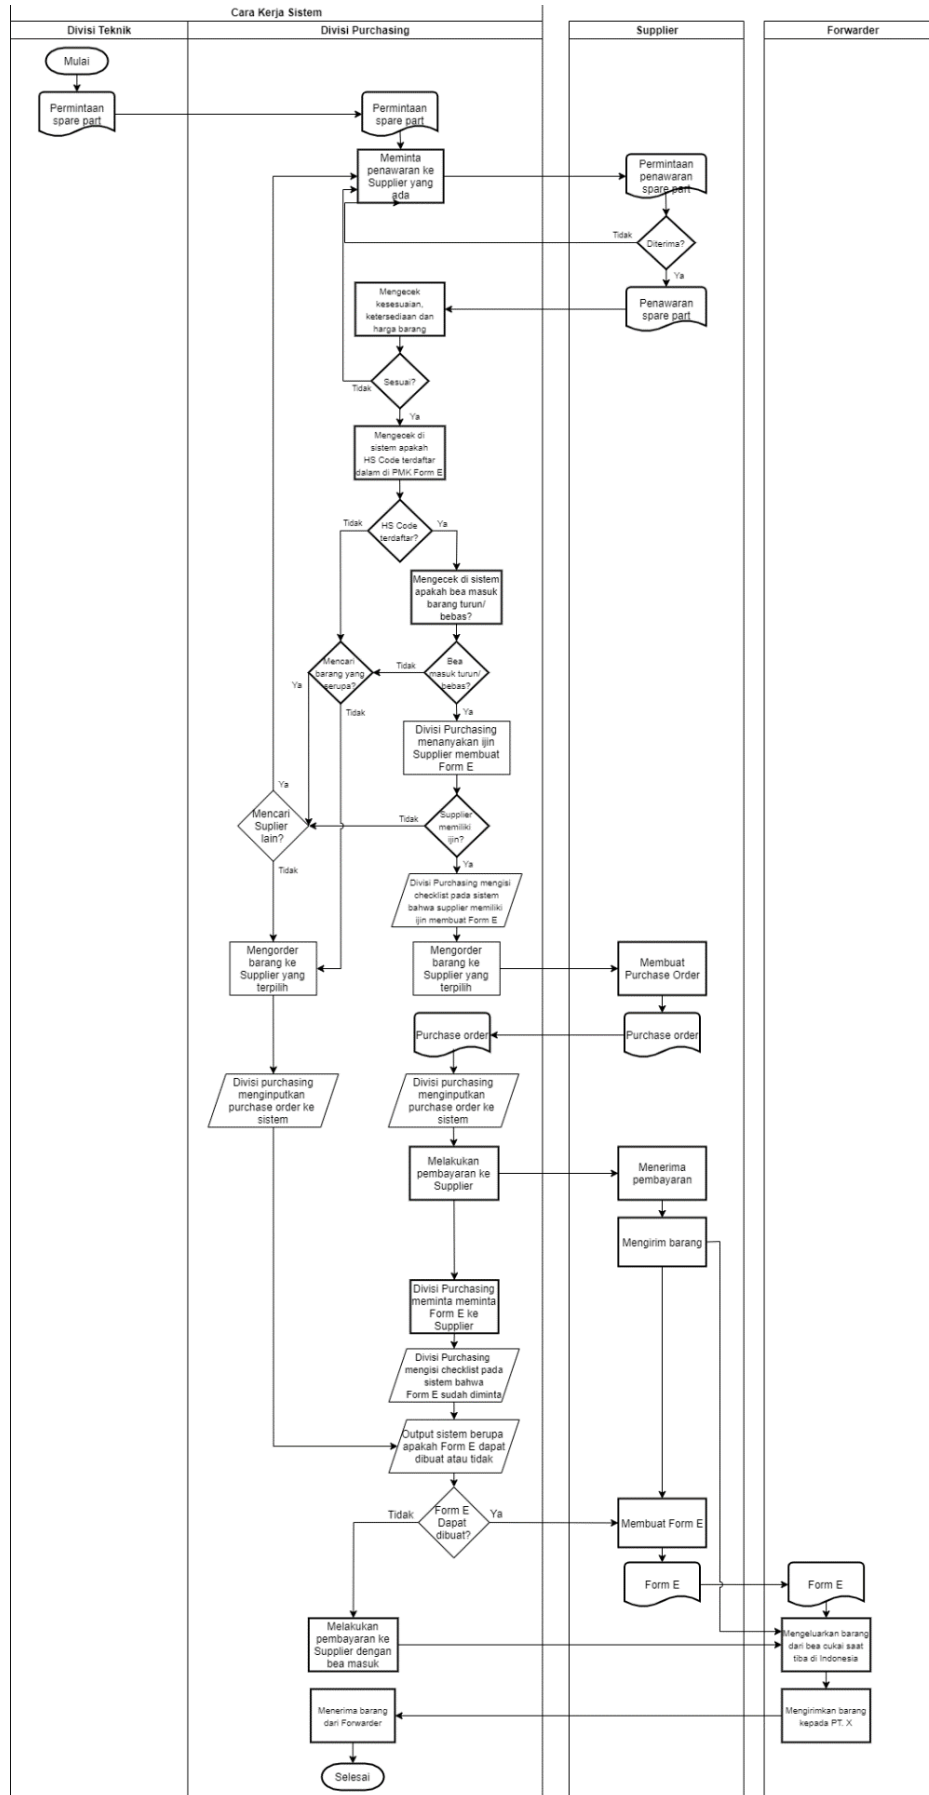 Cara Kerja Sistem
Divisi Teknik
Divisi Purchasing
Supplier
Forwarder
Mulai
Permintaan
spare part
Permintaan
spare part
Meminta
penawaran ke
Supplier yang
ada
Permintaan
penawaran
spare part
Tidak
Diterima?
Ya
Mengecek
kesesuaian,
ketersediaan dan
harga barang
Penawaran
spare part
Tidak
Sesuai?
Ya
Mengecek di
sistem apakah
HS Code terdaftar
dalam di PMK Form E
Tidak
HS Code
terdaftar?
Ya
Mengecek di sistem
apakah bea masuk
barang turun/
bebas?
Mencari
barang yang
serupa?
Ya
Tidak
Tidak
Bea
masuk turun/
bebas?
Ya
Divisi Purchasing
menanyakan ijin
Supplier membuat
Form E
Ya
Mencari
Suplier
lain?
Tidak
Tidak
Supplier
memiliki
ijin?
Ya
Divisi Purchasing mengisi
checklist pada sistem
bahwa supplier memiliki
ijin membuat Form E
Mengorder
barang ke
Supplier yang
terpilih
Mengorder
barang ke
Supplier yang
terpilih
Membuat
Purchase Order
Purchase order
Purchase order
Divisi purchasing
menginputkan
purchase order ke
sistem
Divisi purchasing
menginputkan
purchase order ke
sistem
Melakukan
pembayaran ke
Supplier
Menerima
pembayaran
Mengirim barang
Divisi Purchasing
meminta meminta
Form E ke
Supplier
Divisi Purchasing
mengisi checklist pada
sistem bahwa
Form E sudah diminta
Output sistem berupa
apakah Form E dapat
dibuat atau tidak
Tidak
Form E
Dapat
dibuat?
Ya
Membuat Form E
Form E
Form E
Melakukan
pembayaran ke
Supplier dengan
bea masuk
Mengeluarkan barang
dari bea cukai saat
tiba di Indonesia
Menerima barang
dari Forwarder
Mengirimkan barang
kepada PT. X
Selesai